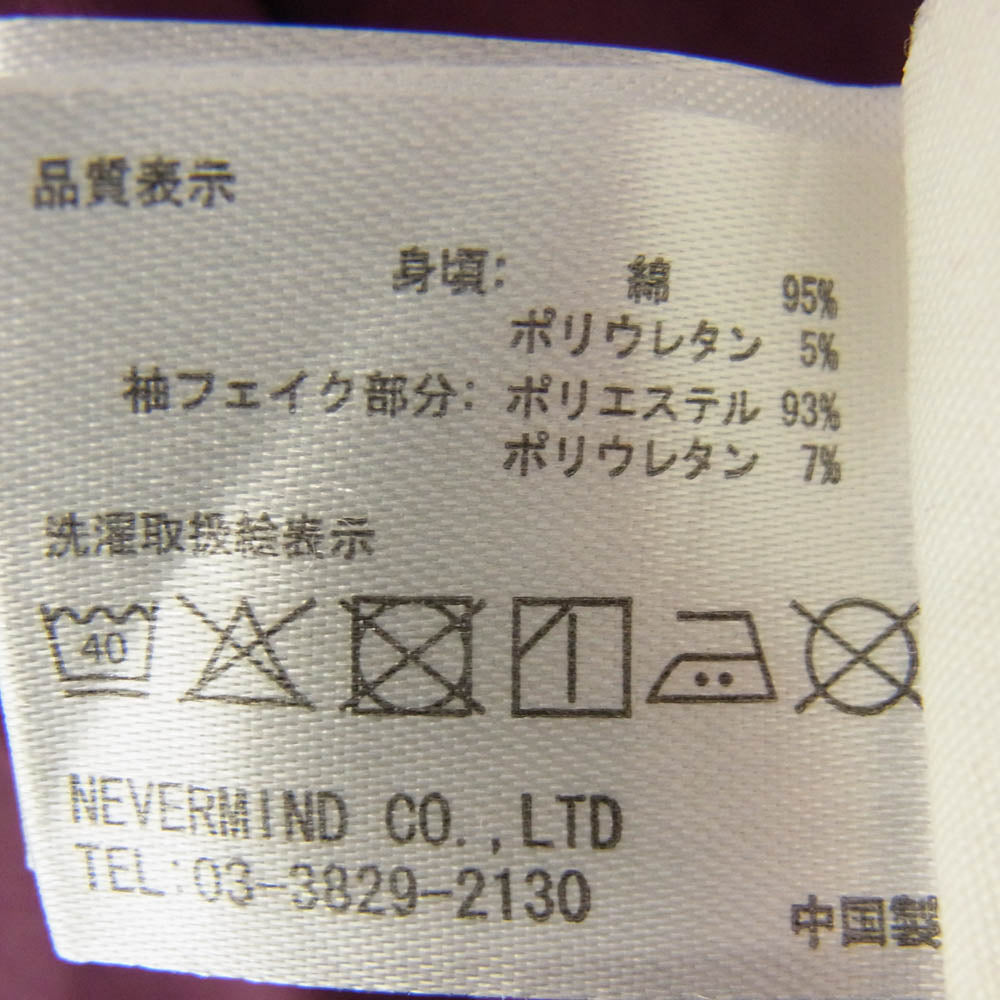 品質表示
身頃: 綿 95%
ポリウレタン 5%
袖フェイク部分: ポリエステル 93%
ポリウレタン 7%
洗濯取扱絵表示
40
NEVERMIND CO.,LTD
TEL:03-3829-2130
中国製